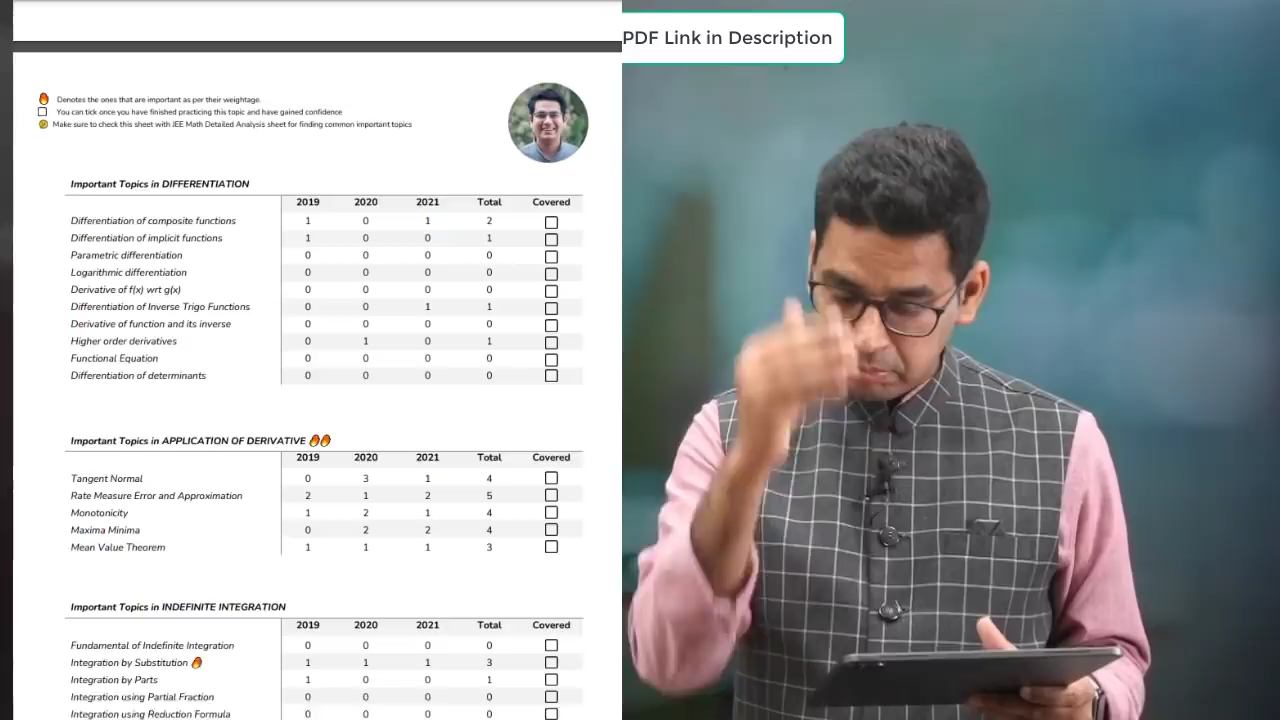 PDF Link in Description
🔥 Denotes the ones that are important as per their weightage.
You can tick once you have finished practicing this topic and have gained confidence
Make sure to check this sheet with JEE Math Detailed Analysis sheet for finding common important topics
Important Topics in DIFFERENTIATION
2019 2020 2021 Total Covered
Differentiation of composite functions 1 0 1 2
Differentiation of implicit functions 1 0 0 1
Parametric differentiation 0 0 0 0
Logarithmic differentiation 0 0 0 0
Derivative of f(x) wrt g(x) 0 0 0 0
Differentiation of Inverse Trigo Functions 0 0 1 1
Derivative of function and its inverse 0 0 0 0
Higher order derivatives 0 1 0 1
Functional Equation 0 0 0 0
Differentiation of determinants 0 0 0 0
Important Topics in APPLICATION OF DERIVATIVE 🔥🔥
2019 2020 2021 Total Covered
Tangent Normal 0 3 1 4
Rate Measure Error and Approximation 2 1 2 5
Monotonicity 1 2 1 4
Maxima Minima 0 2 2 4
Mean Value Theorem 1 1 1 3
Important Topics in INDEFINITE INTEGRATION
2019 2020 2021 Total Covered
Fundamental of Indefinite Integration 0 0 0 0
Integration by Substitution 🔥 1 1 1 3
Integration by Parts 1 0 0 1
Integration using Partial Fraction 0 0 0 0
Integration using Reduction Formula 0 0 0 0